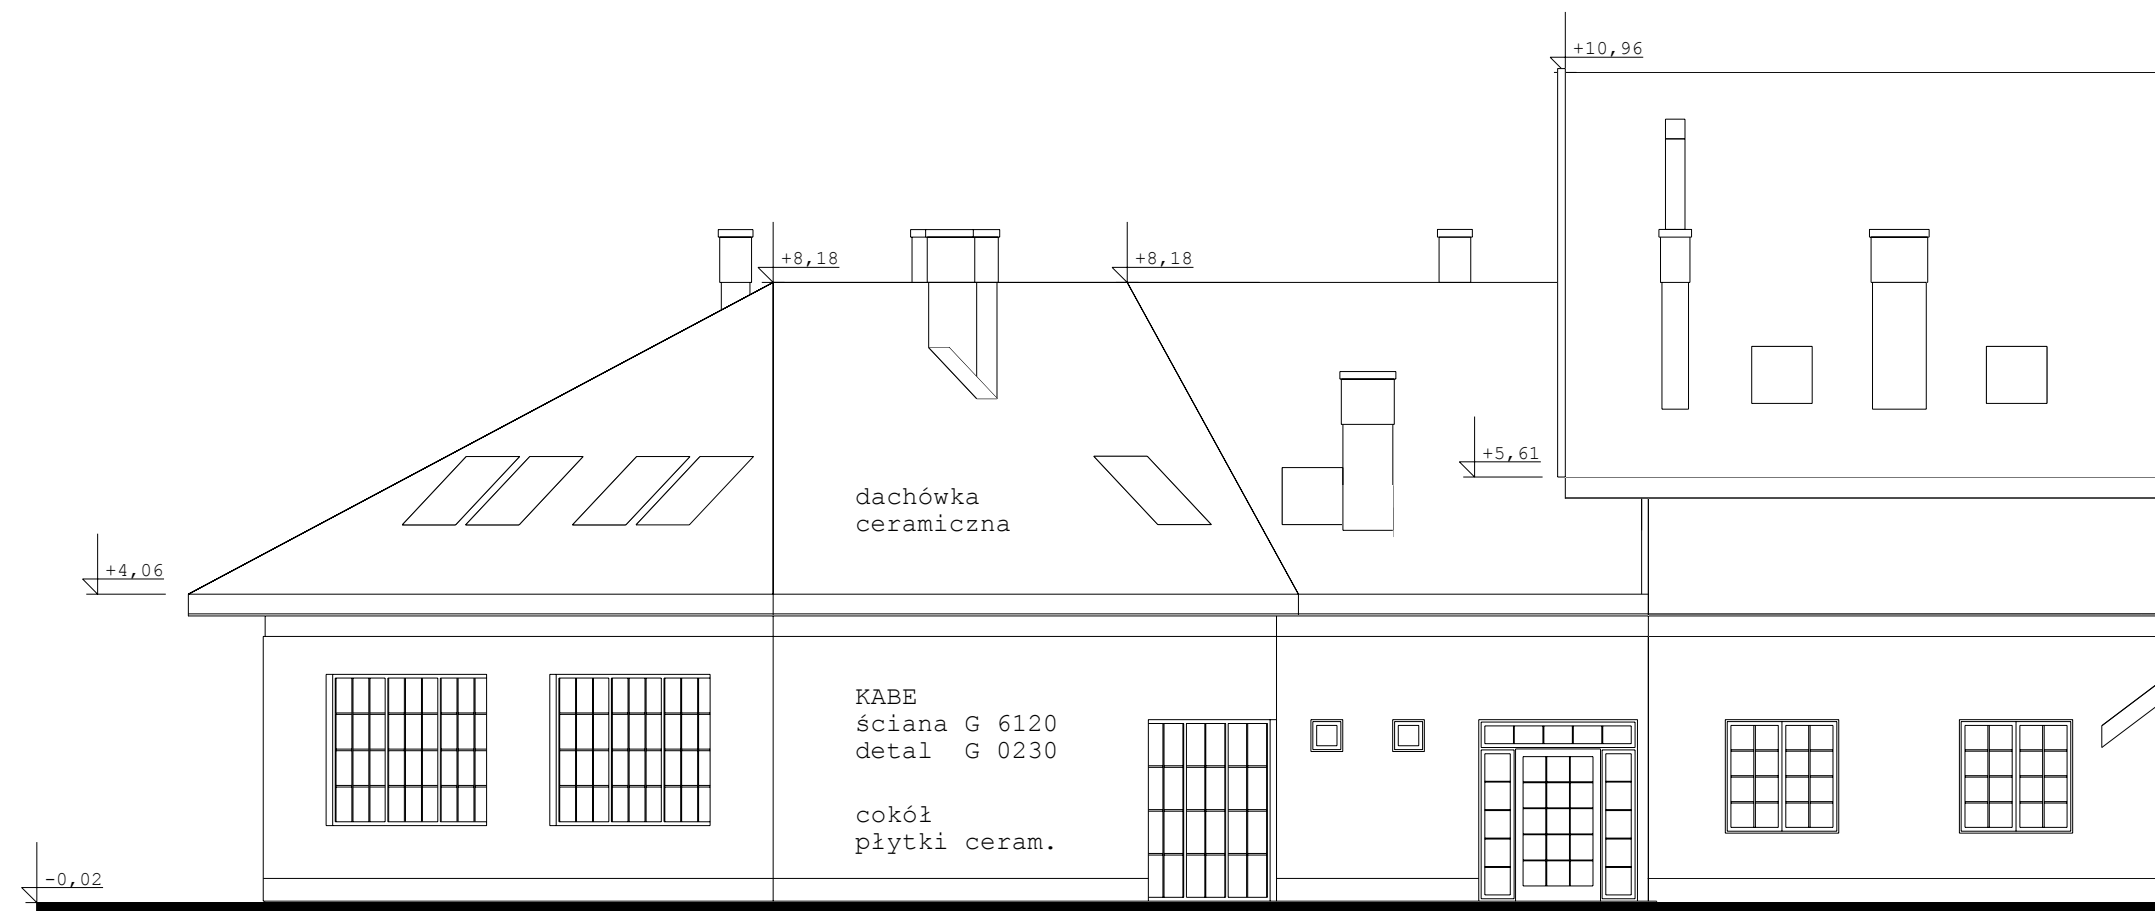 +10,96
+8,18
+8,18
+5,61
dachówka
ceramiczna
+4,06
KABE
ściana G 6120
detal  G 0230
cokół
płytki ceram.
-0,02